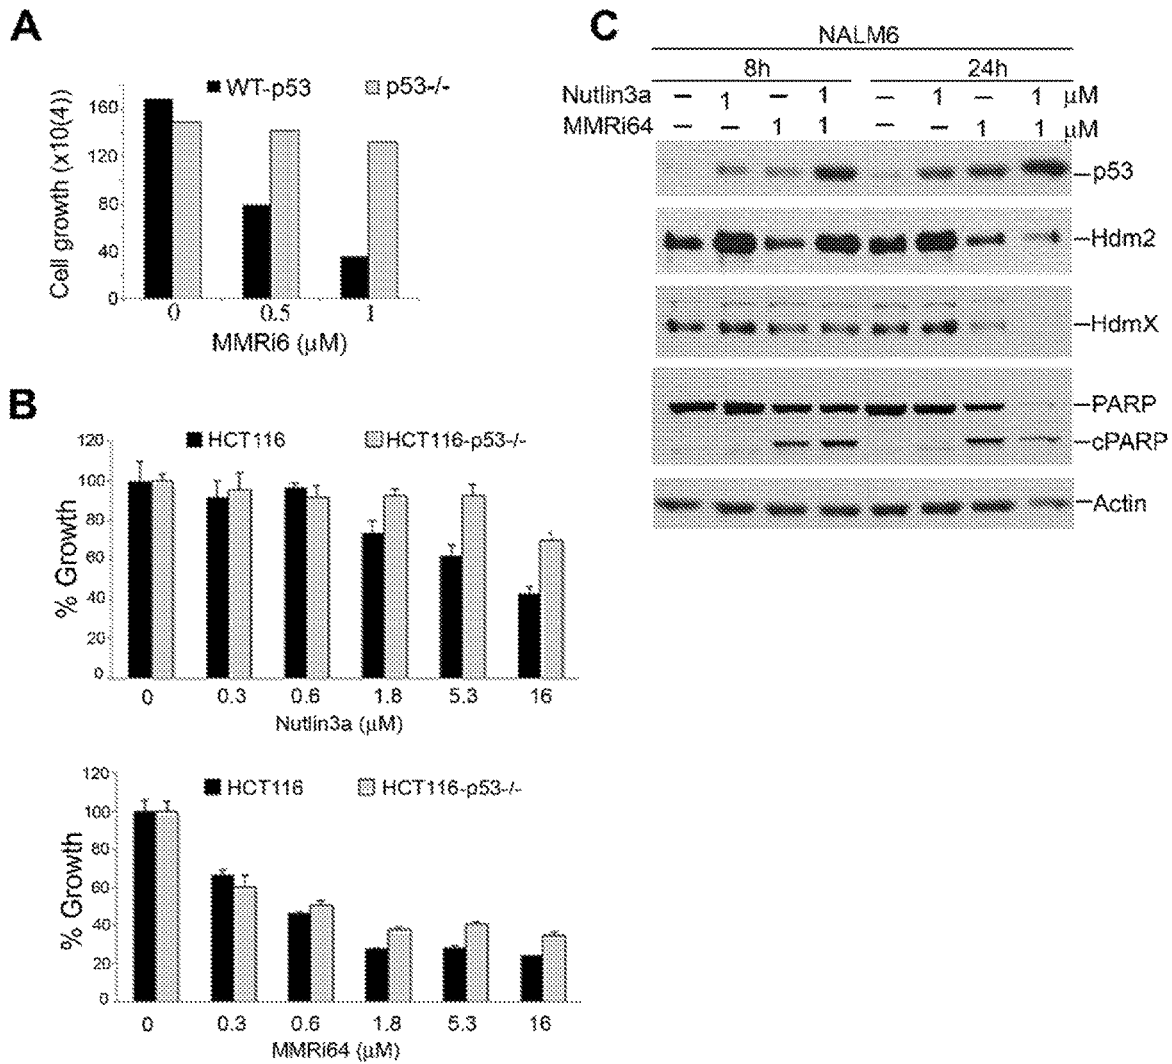 A
WT-p53
p53-/-
Cell growth (x10(4))
160
120
80
40
0
0
0.5
1
MMRi6 (μM)
B
HCT116
HCT116-p53-/-
% Growth
120
100
80
60
40
20
0
0
0.3
0.6
1.8
5.3
16
Nutlin3a (μM)
HCT116
HCT116-p53-/-
% Growth
120
100
80
60
40
20
0
0
0.3
0.6
1.8
5.3
16
MMRi64 (μM)
C
NALM6
8h
24h
Nutlin3a – 1 – 1 – 1 – 1 μM
MMRi64 – – 1 1 – – 1 1 μM
p53
Hdm2
HdmX
PARP
cPARP
Actin